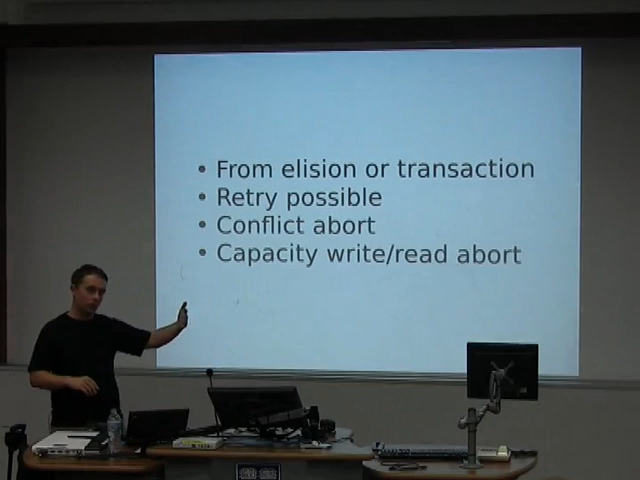 • From elision or transaction
• Retry possible
• Conflict abort
• Capacity write/read abort